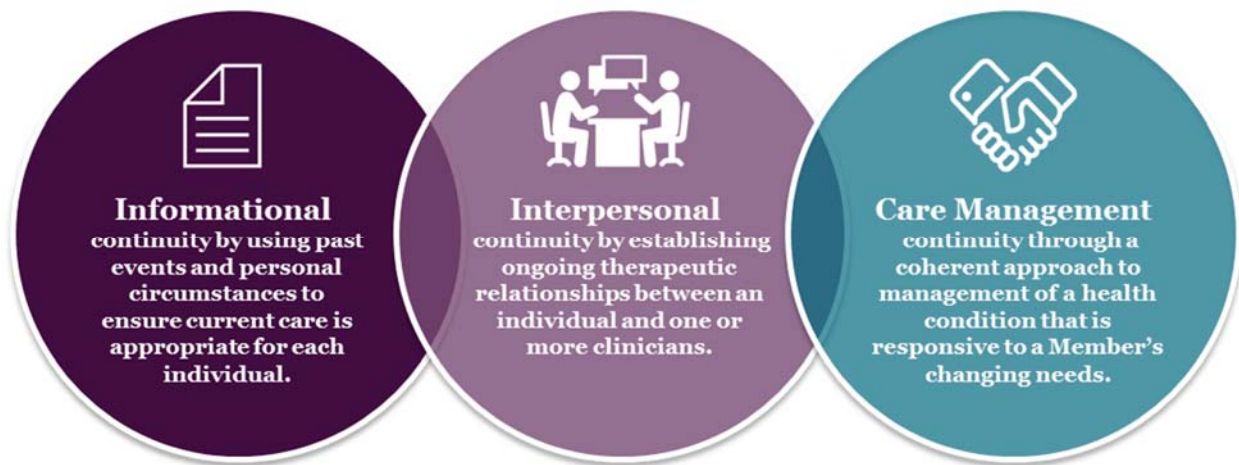 Informational
continuity by using past
events and personal
circumstances to
ensure current care is
appropriate for each
individual.
Interpersonal
continuity by establishing
ongoing therapeutic
relationships between an
individual and one or
more clinicians.
Care Management
continuity through a
coherent approach to
management of a health
condition that is
responsive to a Member’s
changing needs.